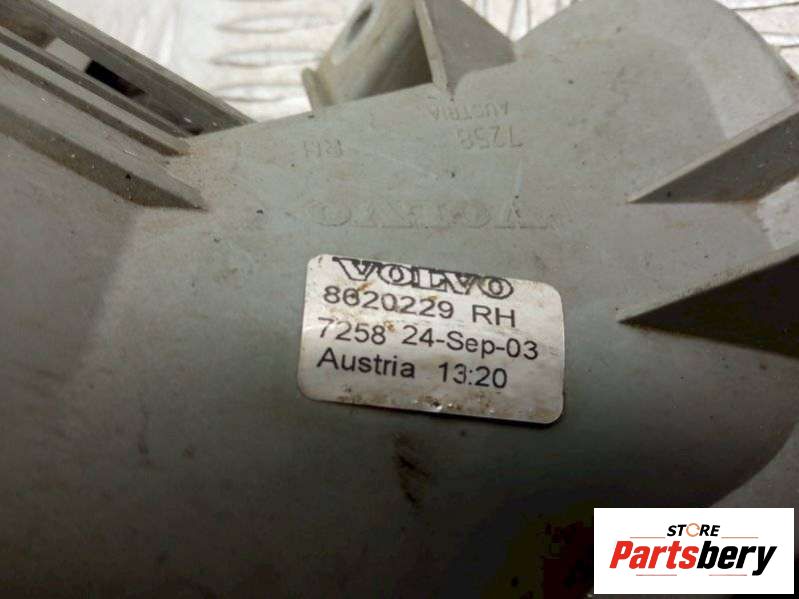 7258
AUSTRIA
RH
VOLVO
VOLVO
8620229 RH
7258 24-Sep-03
Austria 13:20
STORE
Partsbery